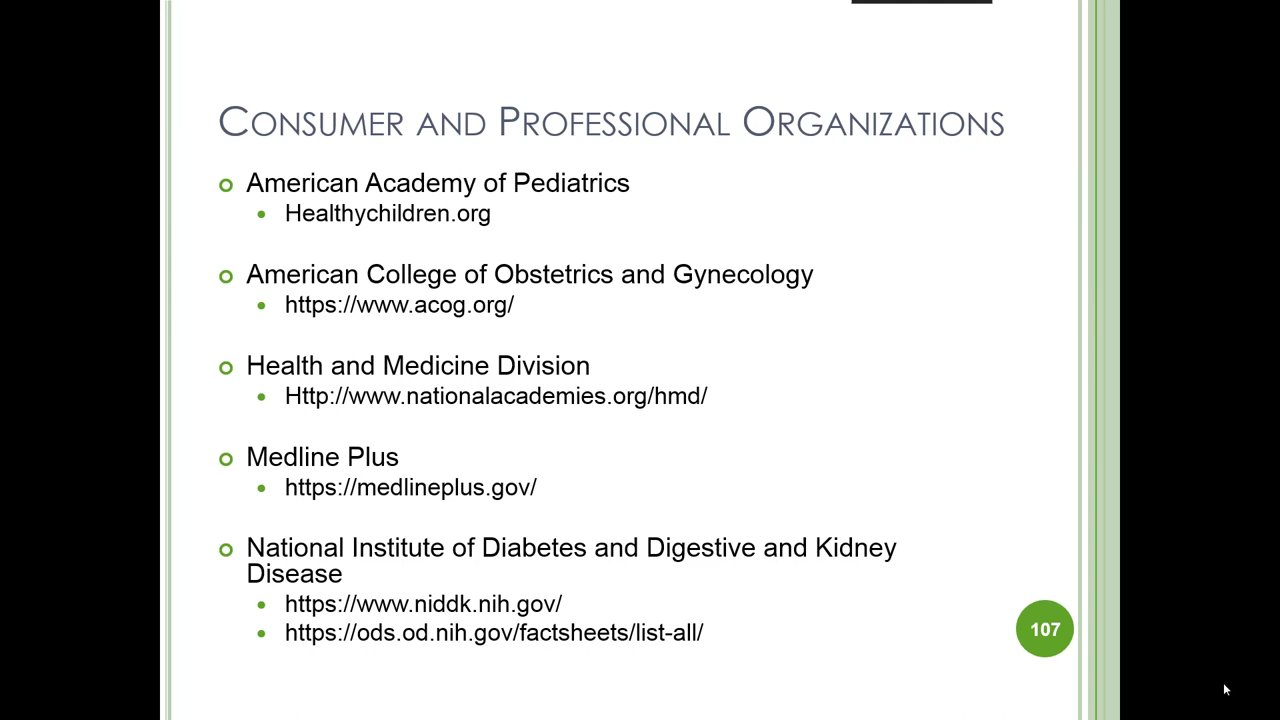 Consumer and Professional Organizations
American Academy of Pediatrics
Healthychildren.org
American College of Obstetrics and Gynecology
https://www.acog.org/
Health and Medicine Division
Http://www.nationalacademies.org/hmd/
Medline Plus
https://medlineplus.gov/
National Institute of Diabetes and Digestive and Kidney
Disease
https://www.niddk.nih.gov/
https://ods.od.nih.gov/factsheets/list-all/
107